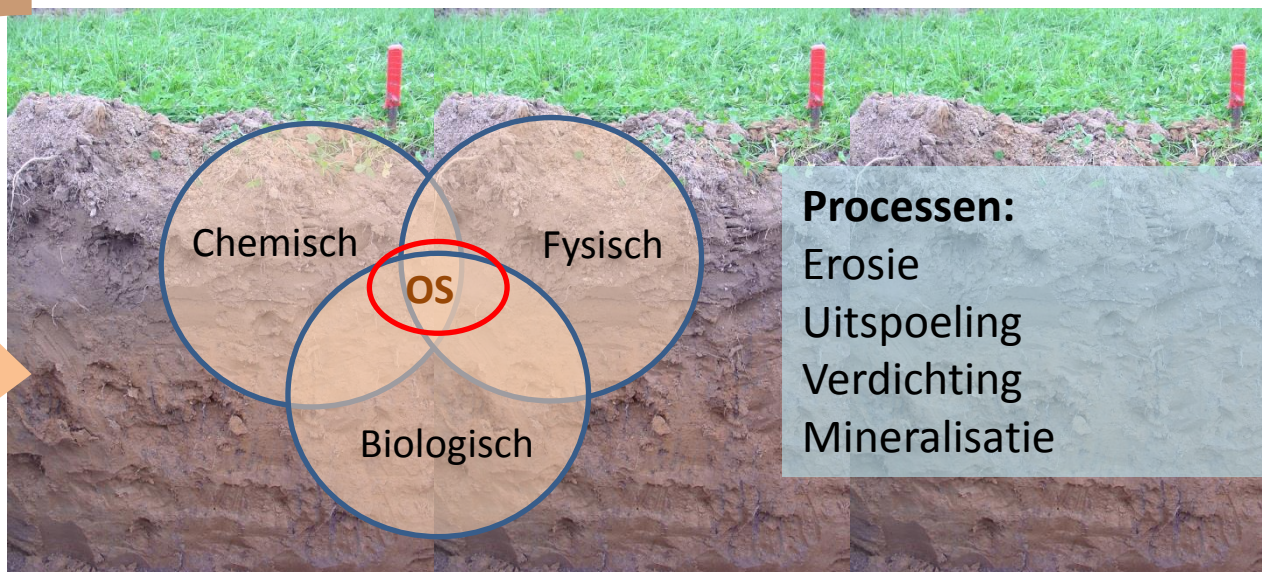 Chemisch
Fysisch
OS
Biologisch
Processen:
Erosie
Uitspoeling
Verdichting
Mineralisatie